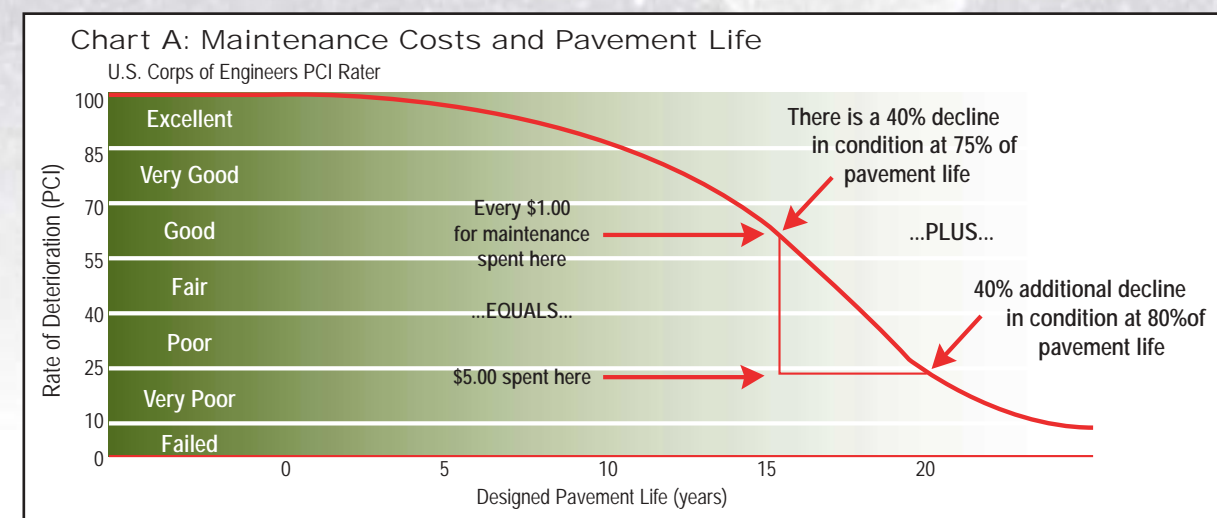 Chart A: Maintenance Costs and Pavement Life
U.S. Corps of Engineers PCI Rater
Rate of Deterioration (PCI)
100
Excellent
85
Very Good
70
Good
55
Fair
40
Poor
25
Very Poor
10
Failed
0
There is a 40% decline
in condition at 75% of
pavement life
Every $1.00
for maintenance
spent here
...PLUS...
...EQUALS...
40% additional decline
in condition at 80%of
pavement life
$5.00 spent here
0 5 10 15 20
Designed Pavement Life (years)